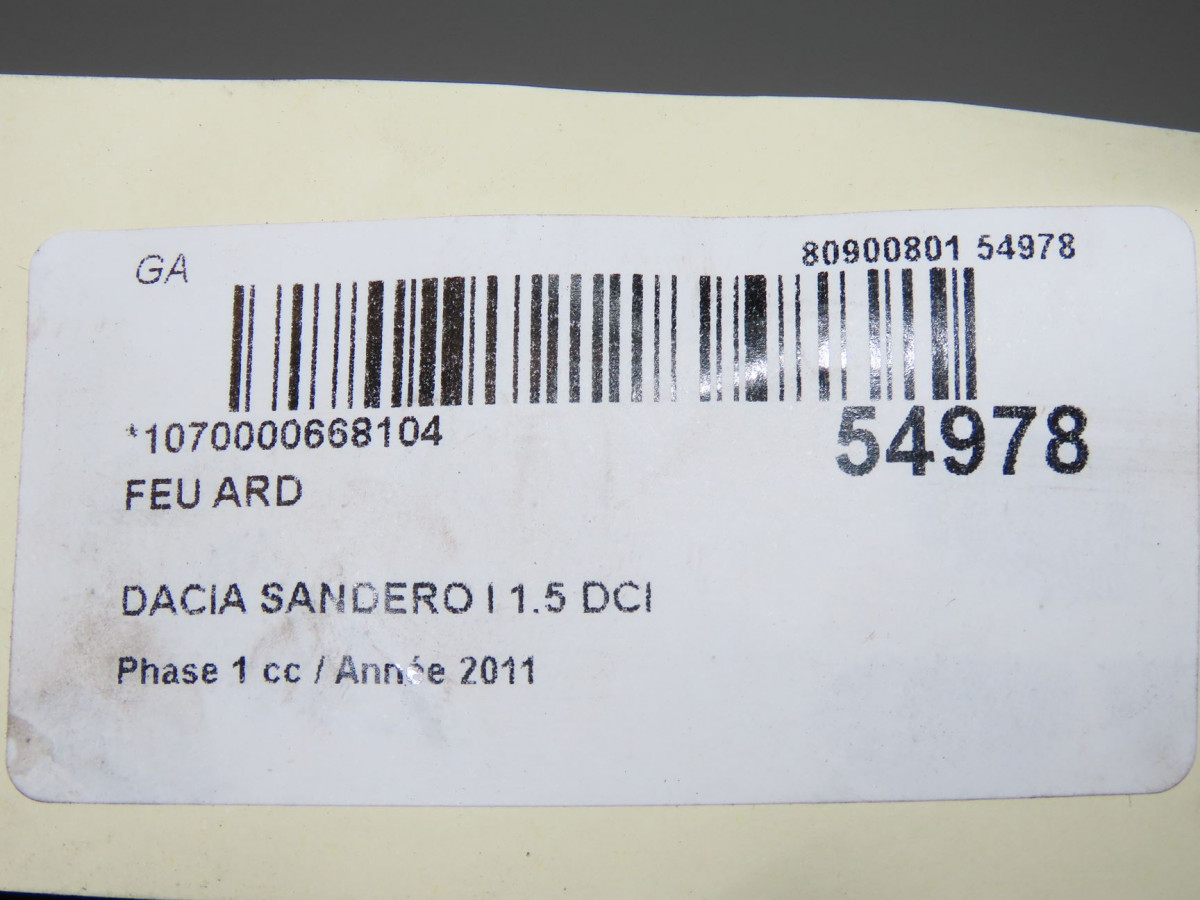 GA
80900801 54978
*1070000668104
54978
FEU ARD
DACIA SANDERO I 1.5 DCI
Phase 1 cc / Année 2011